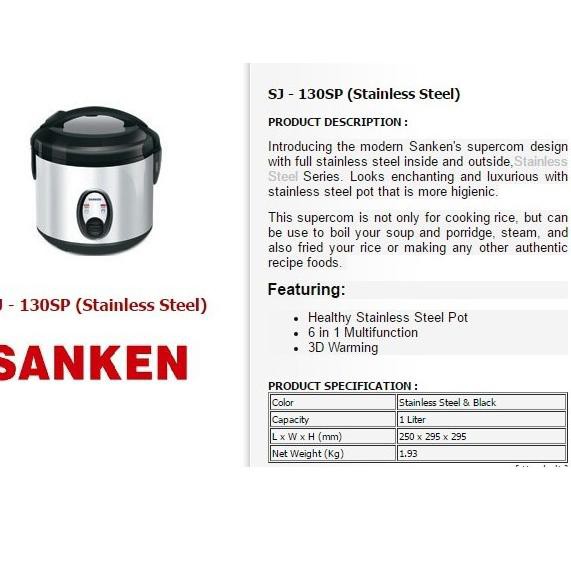 SJ - 130SP (Stainless Steel)
PRODUCT DESCRIPTION :
Introducing the modern Sanken's supercom design
with full stainless steel inside and outside,Stainless
Steel Series. Looks enchanting and luxurious with
stainless steel pot that is more higienic.
This supercom is not only for cooking rice, but can
be use to boil your soup and porridge, steam, and
also fried your rice or making any other authentic
recipe foods.
Featuring:
Healthy Stainless Steel Pot
6 in 1 Multifunction
3D Warming
PRODUCT SPECIFICATION :
Color Stainless Steel & Black
Capacity 1 Liter
L x W x H (mm) 250 x 295 x 295
Net Weight (Kg) 1.93
SANKEN
- 130SP (Stainless Steel)
SANKEN